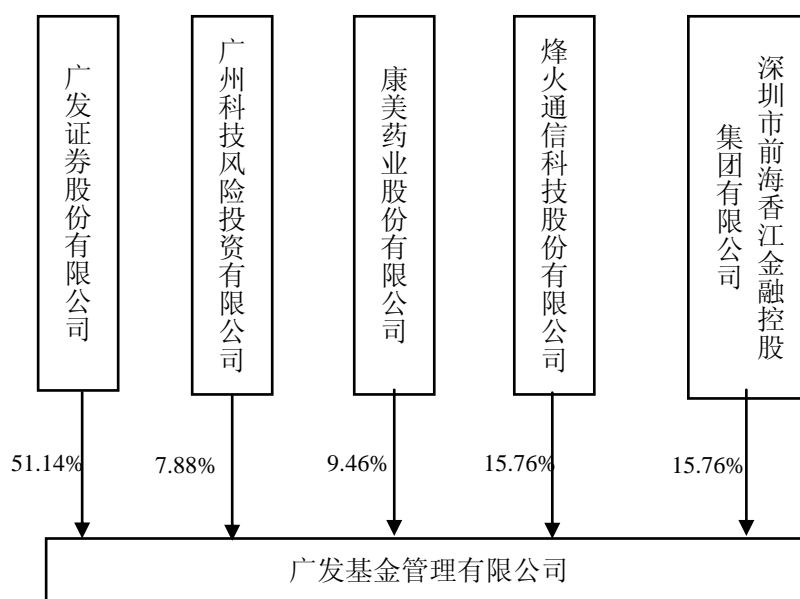 广发证券股份有限公司
广州科技风险投资有限公司
康美药业股份有限公司
烽火通信科技股份有限公司
深圳市前海香江金融控股
集团有限公司
51.14%
7.88%
9.46%
15.76%
15.76%
广发基金管理有限公司